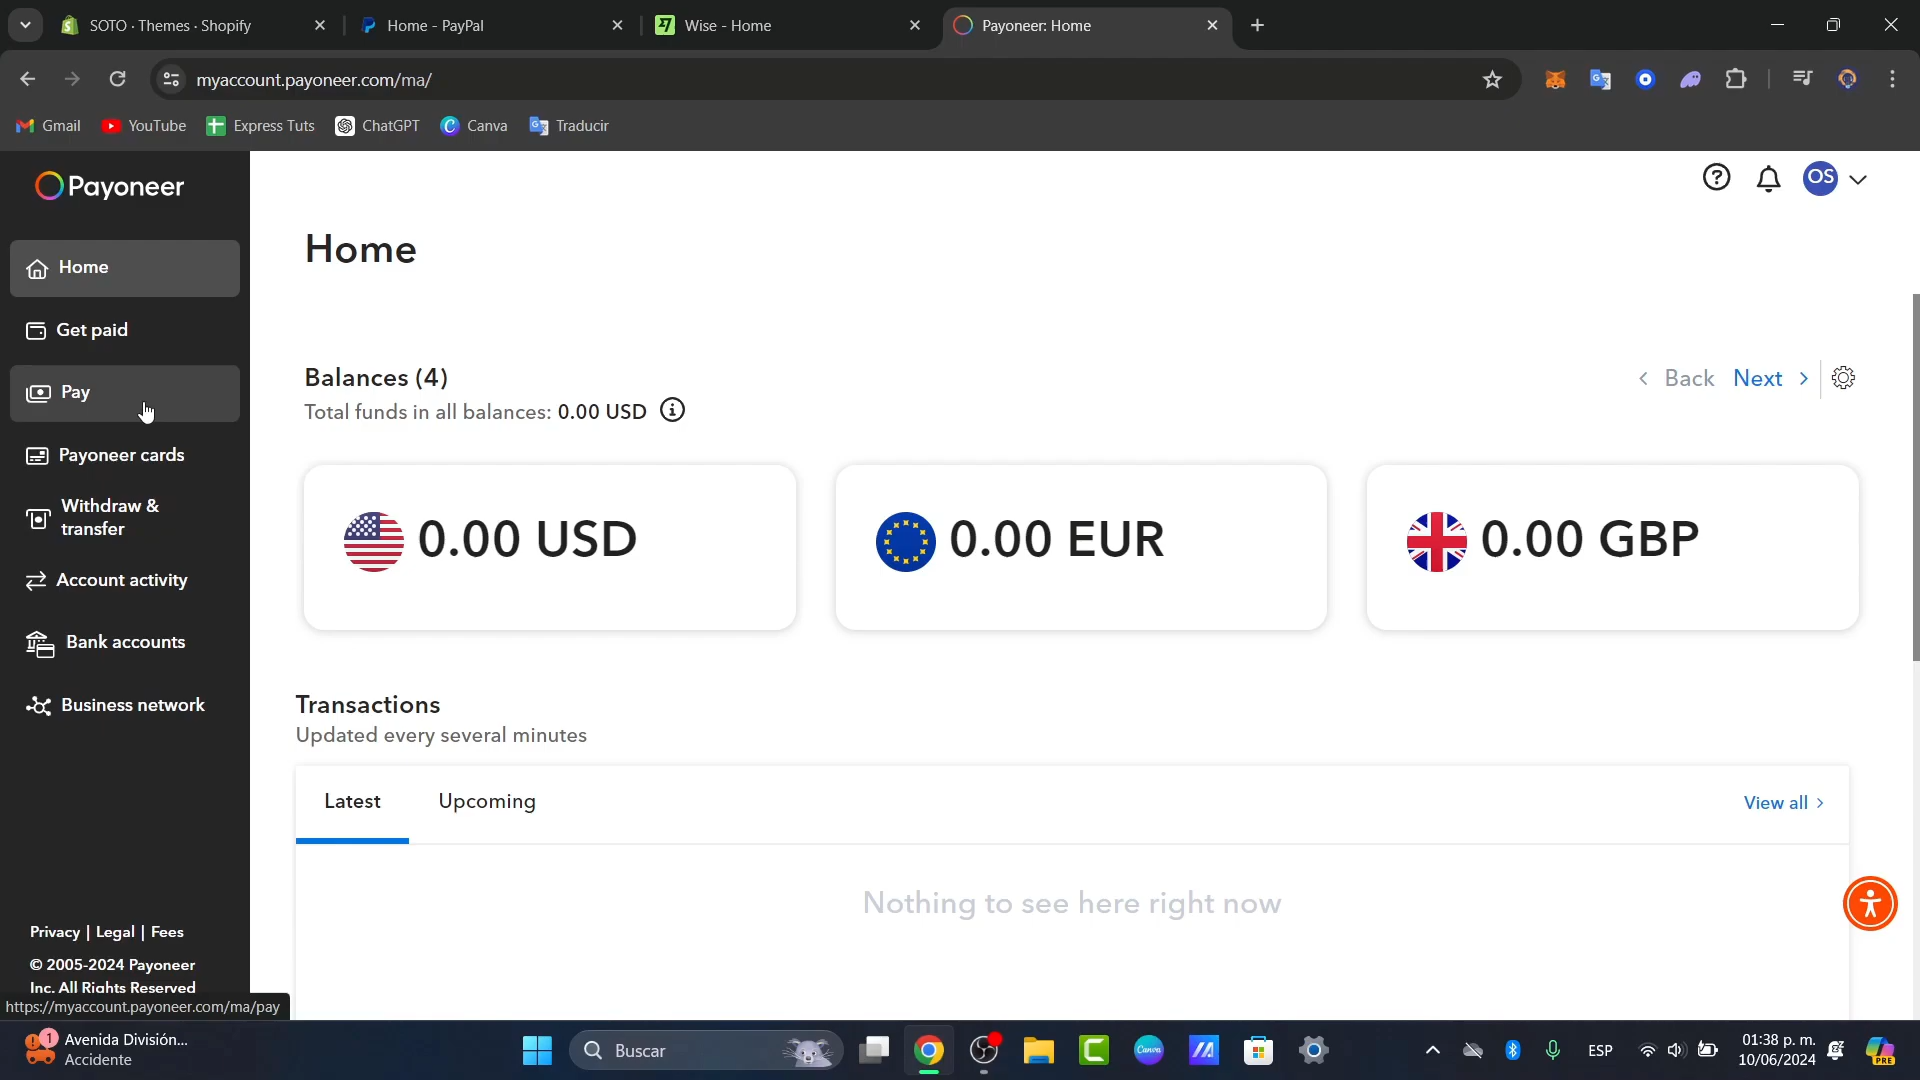 SOTO · Themes · Shopify
Home - PayPal
Wise - Home
Payoneer: Home
myaccount.payoneer.com/ma/
Gmail
YouTube
Express Tuts
ChatGPT
Canva
Traducir
Payoneer
OS
Home
Home
Get paid
Pay
Payoneer cards
Withdraw &
transfer
Account activity
Bank accounts
Business network
Balances (4)
Total funds in all balances: 0.00 USD
Back
Next
0.00 USD
0.00 EUR
0.00 GBP
Transactions
Updated every several minutes
Latest
Upcoming
View all
Nothing to see here right now
Privacy | Legal | Fees
© 2005-2024 Payoneer
Inc. All Rights Reserved
https://myaccount.payoneer.com/ma/pay
1
Avenida División...
Accidente
Buscar
Canva
ESP
01:38 p. m.
10/06/2024
PRE